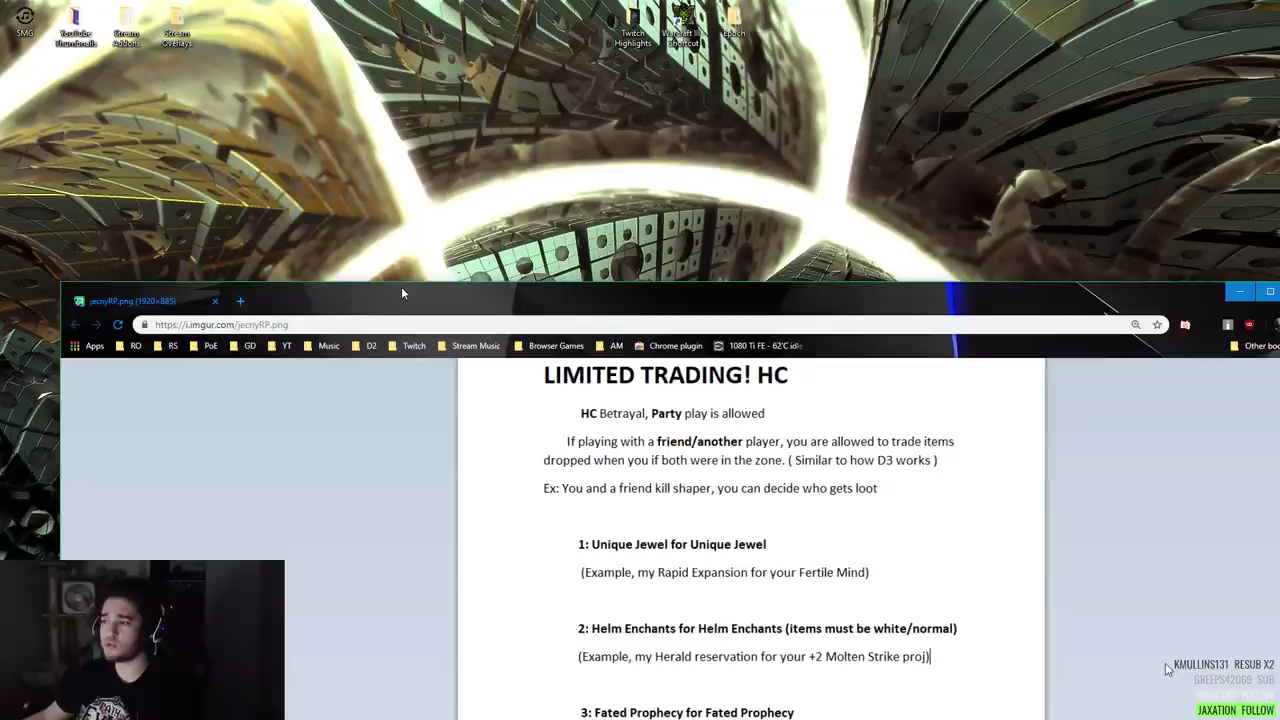 SMG
YouTube Thumbnails
Stream Addons
Stream Overlays
Twitch Highlights
Warcraft III Shortcut
Epoch
jecnyRP.png (1920×885)
https://i.imgur.com/jecnyRP.png
Apps RO RS PoE GD YT Music D2 Twitch Stream Music Browser Games AM Chrome plugin 1080 Ti FE - 62°C idle Other boo
LIMITED TRADING! HC
HC Betrayal, Party play is allowed
If playing with a friend/another player, you are allowed to trade items
dropped when you if both were in the zone. ( Similar to how D3 works )
Ex: You and a friend kill shaper, you can decide who gets loot
1: Unique Jewel for Unique Jewel
(Example, my Rapid Expansion for your Fertile Mind)
2: Helm Enchants for Helm Enchants (items must be white/normal)
(Example, my Herald reservation for your +2 Molten Strike proj)
3: Fated Prophecy for Fated Prophecy
KMULLINS131 RESUB X2
GREEPS42069 SUB
JAXATION FOLLOW